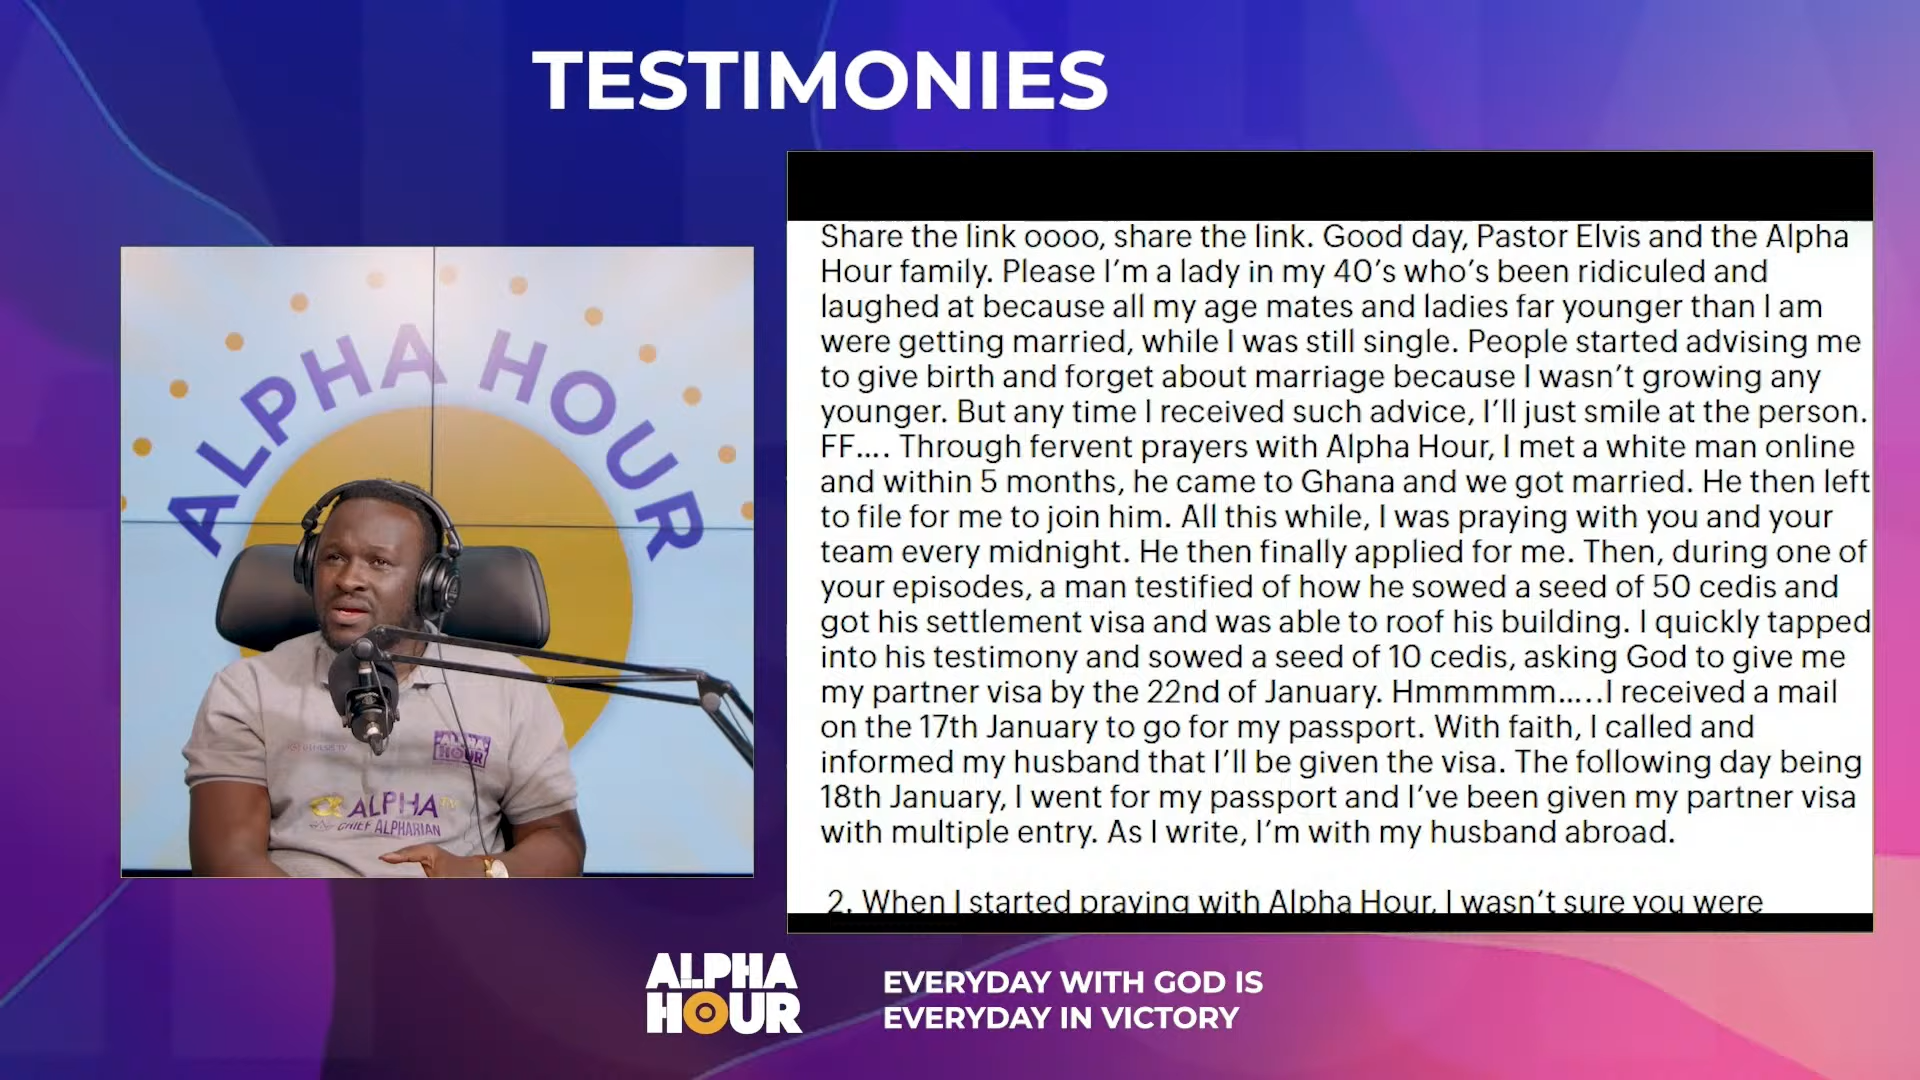 TESTIMONIES
ALPHA HOUR
GENESIS TV
ALPHA
HOUR
ALPHA
CHIEF ALPHARIAN
Share the link oooo, share the link. Good day, Pastor Elvis and the Alpha
Hour family. Please I'm a lady in my 40's who's been ridiculed and
laughed at because all my age mates and ladies far younger than I am
were getting married, while I was still single. People started advising me
to give birth and forget about marriage because I wasn't growing any
younger. But any time I received such advice, I'll just smile at the person.
FF.... Through fervent prayers with Alpha Hour, I met a white man online
and within 5 months, he came to Ghana and we got married. He then left
to file for me to join him. All this while, I was praying with you and your
team every midnight. He then finally applied for me. Then, during one of
your episodes, a man testified of how he sowed a seed of 50 cedis and
got his settlement visa and was able to roof his building. I quickly tapped
into his testimony and sowed a seed of 10 cedis, asking God to give me
my partner visa by the 22nd of January. Hmmmmm.....I received a mail
on the 17th January to go for my passport. With faith, I called and
informed my husband that I'll be given the visa. The following day being
18th January, I went for my passport and I've been given my partner visa
with multiple entry. As I write, I'm with my husband abroad.
2. When I started praying with Alpha Hour, I wasn't sure you were
ALPHA
HOUR
EVERYDAY WITH GOD IS
EVERYDAY IN VICTORY